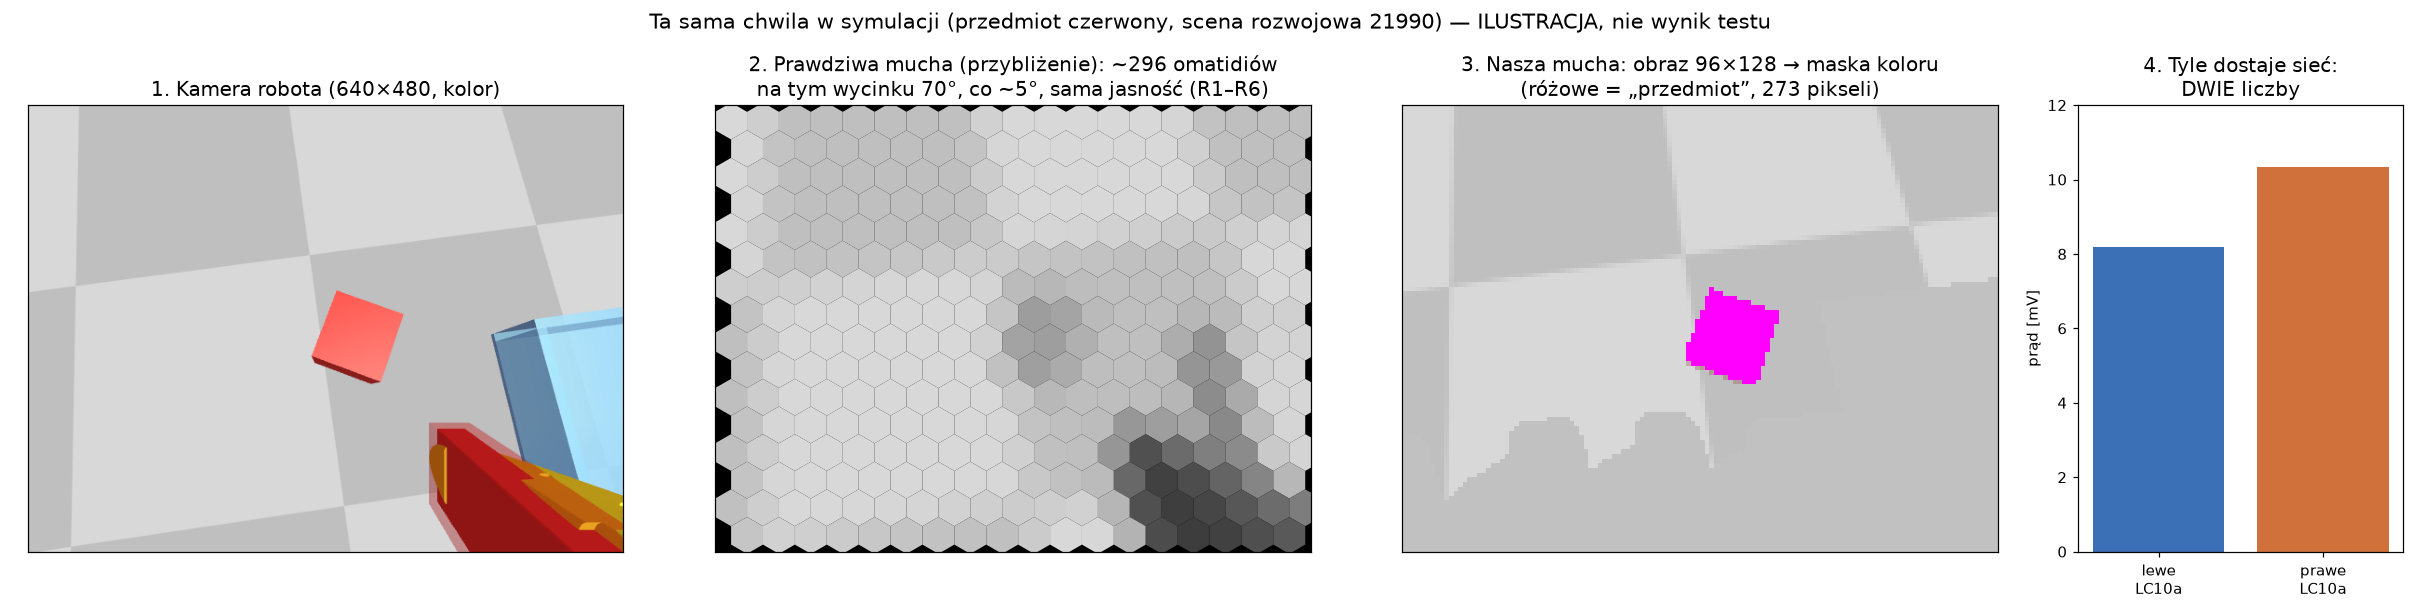 Ta sama chwila w symulacji (przedmiot czerwony, scena rozwojowa 21990) — ILUSTRACJA, nie wynik testu
1. Kamera robota (640×480, kolor)
2. Prawdziwa mucha (przybliżenie): ~296 omatidiów
na tym wycinku 70°, co ~5°, sama jasność (R1–R6)
3. Nasza mucha: obraz 96×128 → maska koloru
(różowe = „przedmiot”, 273 pikseli)
4. Tyle dostaje sieć:
DWIE liczby
12
10
8
6
4
2
0
prąd [mV]
lewe
LC10a
prawe
LC10a